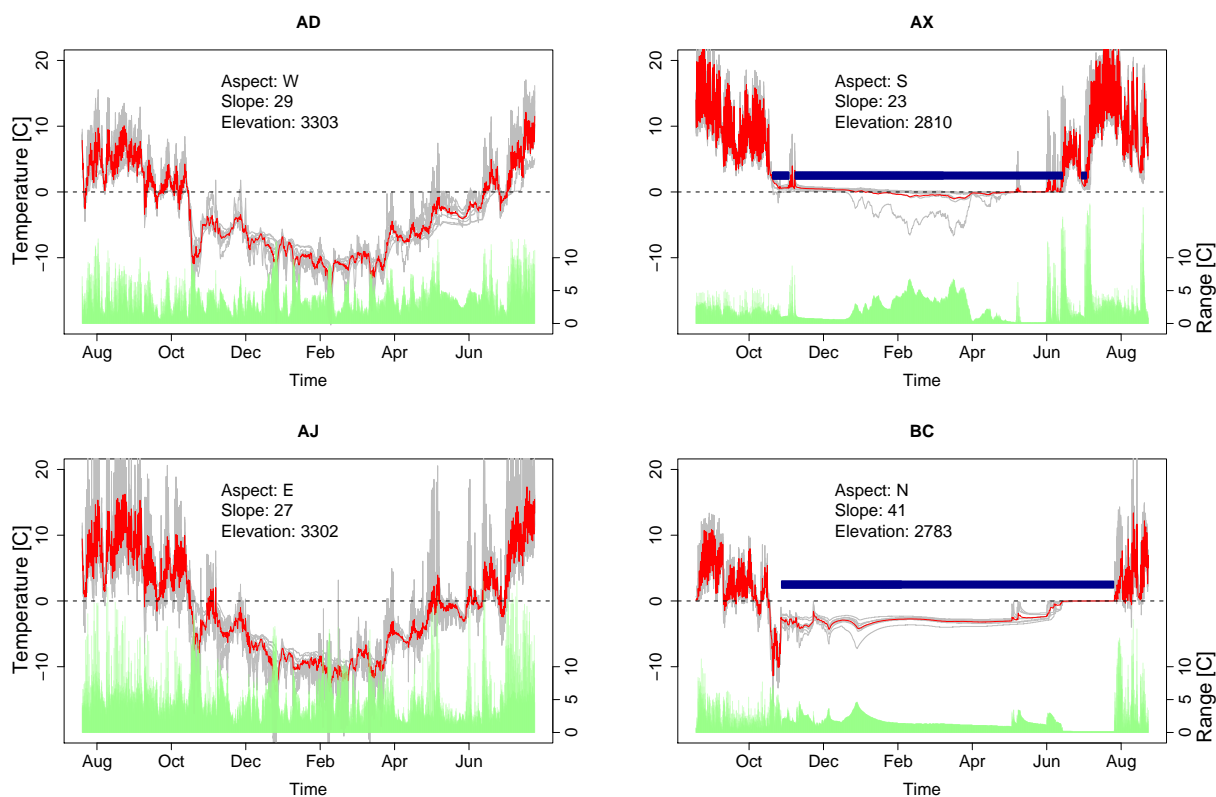 AD
Aspect: W
Slope: 29
Elevation: 3303
Temperature [C]
20
10
0
−10
10
5
0
Aug Oct Dec Feb Apr Jun
Time
AX
Aspect: S
Slope: 23
Elevation: 2810
20
10
0
−10
10
5
0
Range [C]
Oct Dec Feb Apr Jun Aug
Time
AJ
Aspect: E
Slope: 27
Elevation: 3302
Temperature [C]
20
10
0
−10
10
5
0
Aug Oct Dec Feb Apr Jun
Time
BC
Aspect: N
Slope: 41
Elevation: 2783
20
10
0
−10
10
5
0
Range [C]
Oct Dec Feb Apr Jun Aug
Time